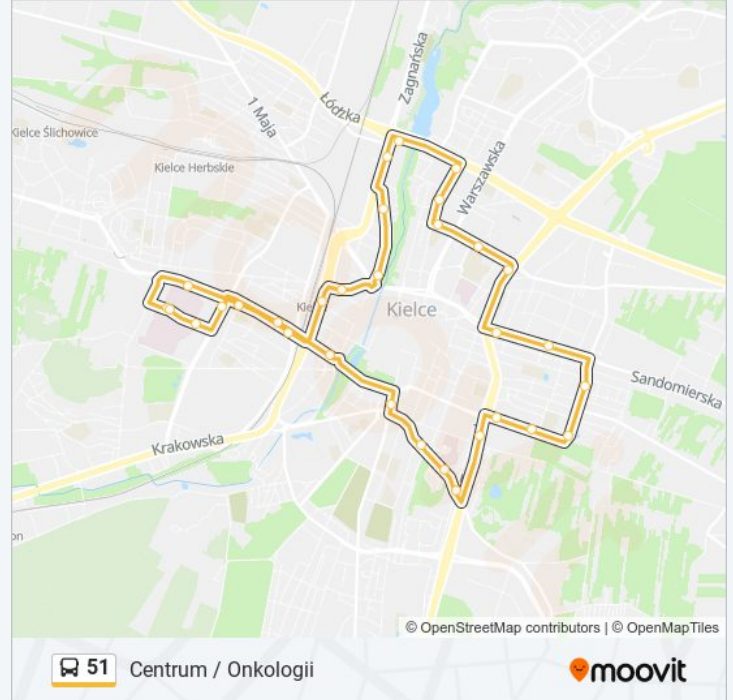 Zagnańska
Łódzka
1 Maja
Kielce Ślichowice
Kielce Herbskie
Warszawska
Kie
Kielce
Sandomierska
Krakowska
on
© OpenStreetMap contributors | © OpenMapTiles
51 Centrum / Onkologii
moovit